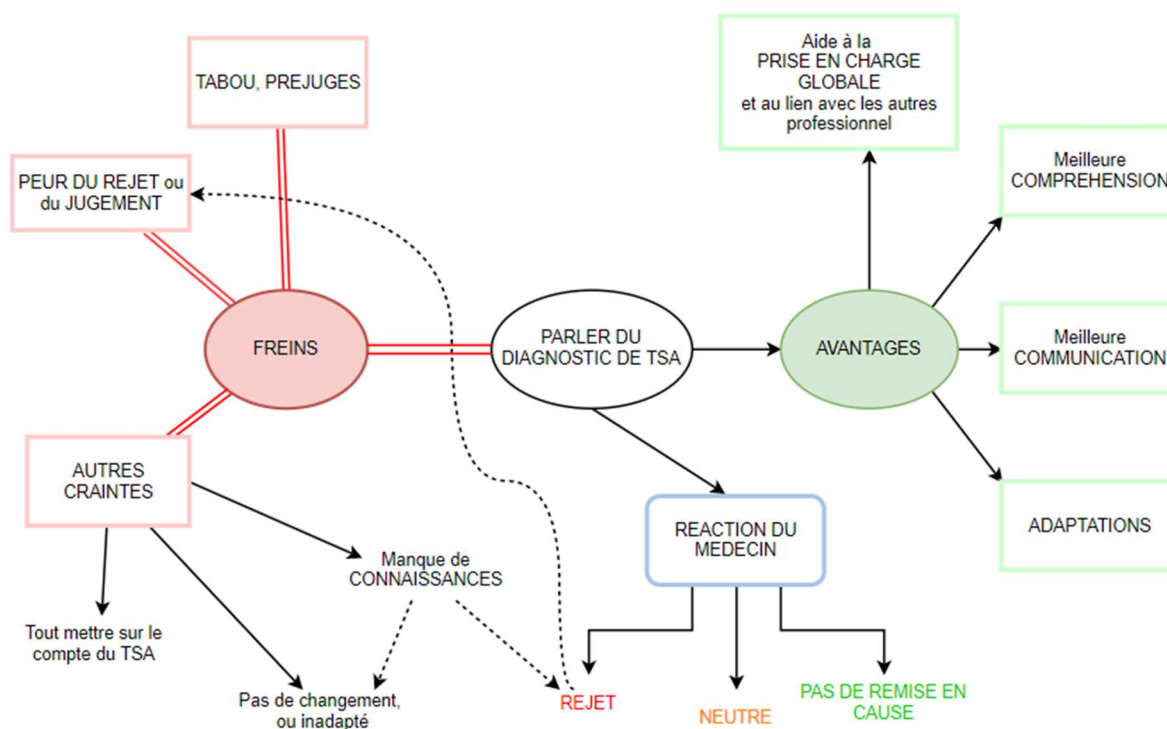 Aide à la
PRISE EN CHARGE
GLOBALE
et au lien avec les autres
professionnel
TABOU, PREJUGES
PEUR DU REJET ou
du JUGEMENT
Meilleure
COMPREHENSION
FREINS
PARLER DU
DIAGNOSTIC DE TSA
AVANTAGES
Meilleure
COMMUNICATION
AUTRES
CRAINTES
REACTION DU
MEDECIN
ADAPTATIONS
Manque de
CONNAISSANCES
Tout mettre sur le
compte du TSA
Pas de changement,
ou inadapté
REJET
NEUTRE
PAS DE REMISE EN
CAUSE